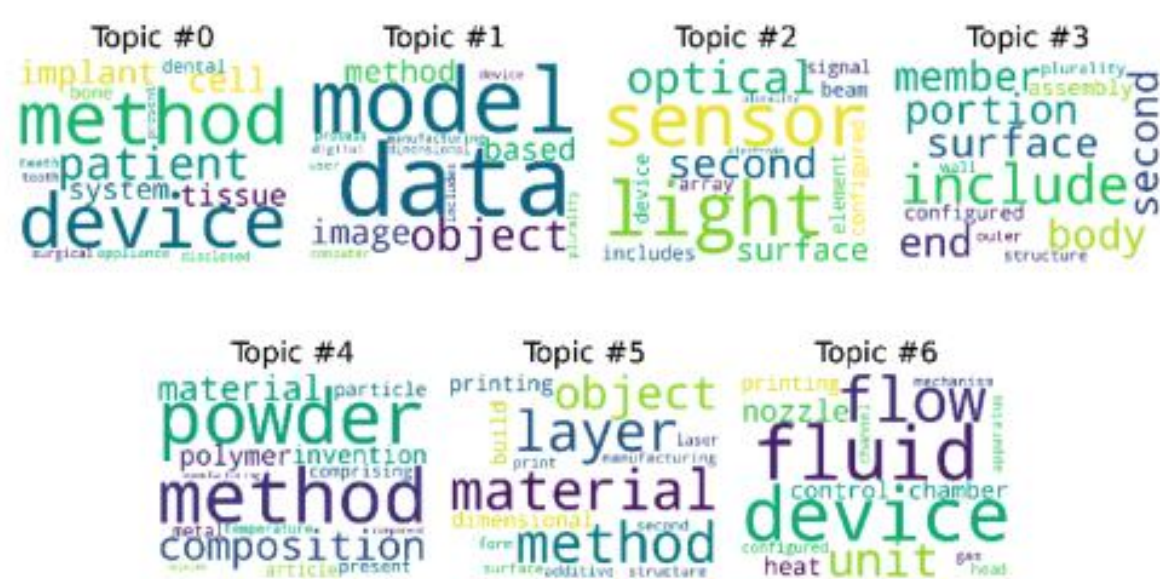 Topic #0
implant dental cell
bone
method
teeth patient
tooth system tissue
device
surgical appliance disclosed
Topic #1
method device
model
process manufacturing
digital dimensional based
user
data
includes
plurality
image object
computer
Topic #2
optical signal
beam
sensor
second
array
device
light
element
configured
includes surface
Topic #3
member plurality
assembly
portion
surface
second
wall
include
configured
end outer body
structure
Topic #4
material particle
powder
polymer invention
comprising
method
metal temperature
composition
article present
Topic #5
printing object
build
layer laser
print manufacturing
material
dimensional second
form method
surface additive structure
Topic #6
printing flow mechanism
nozzle
channel
fluid
apparatus
control chamber
device
configured unit gas
heat head